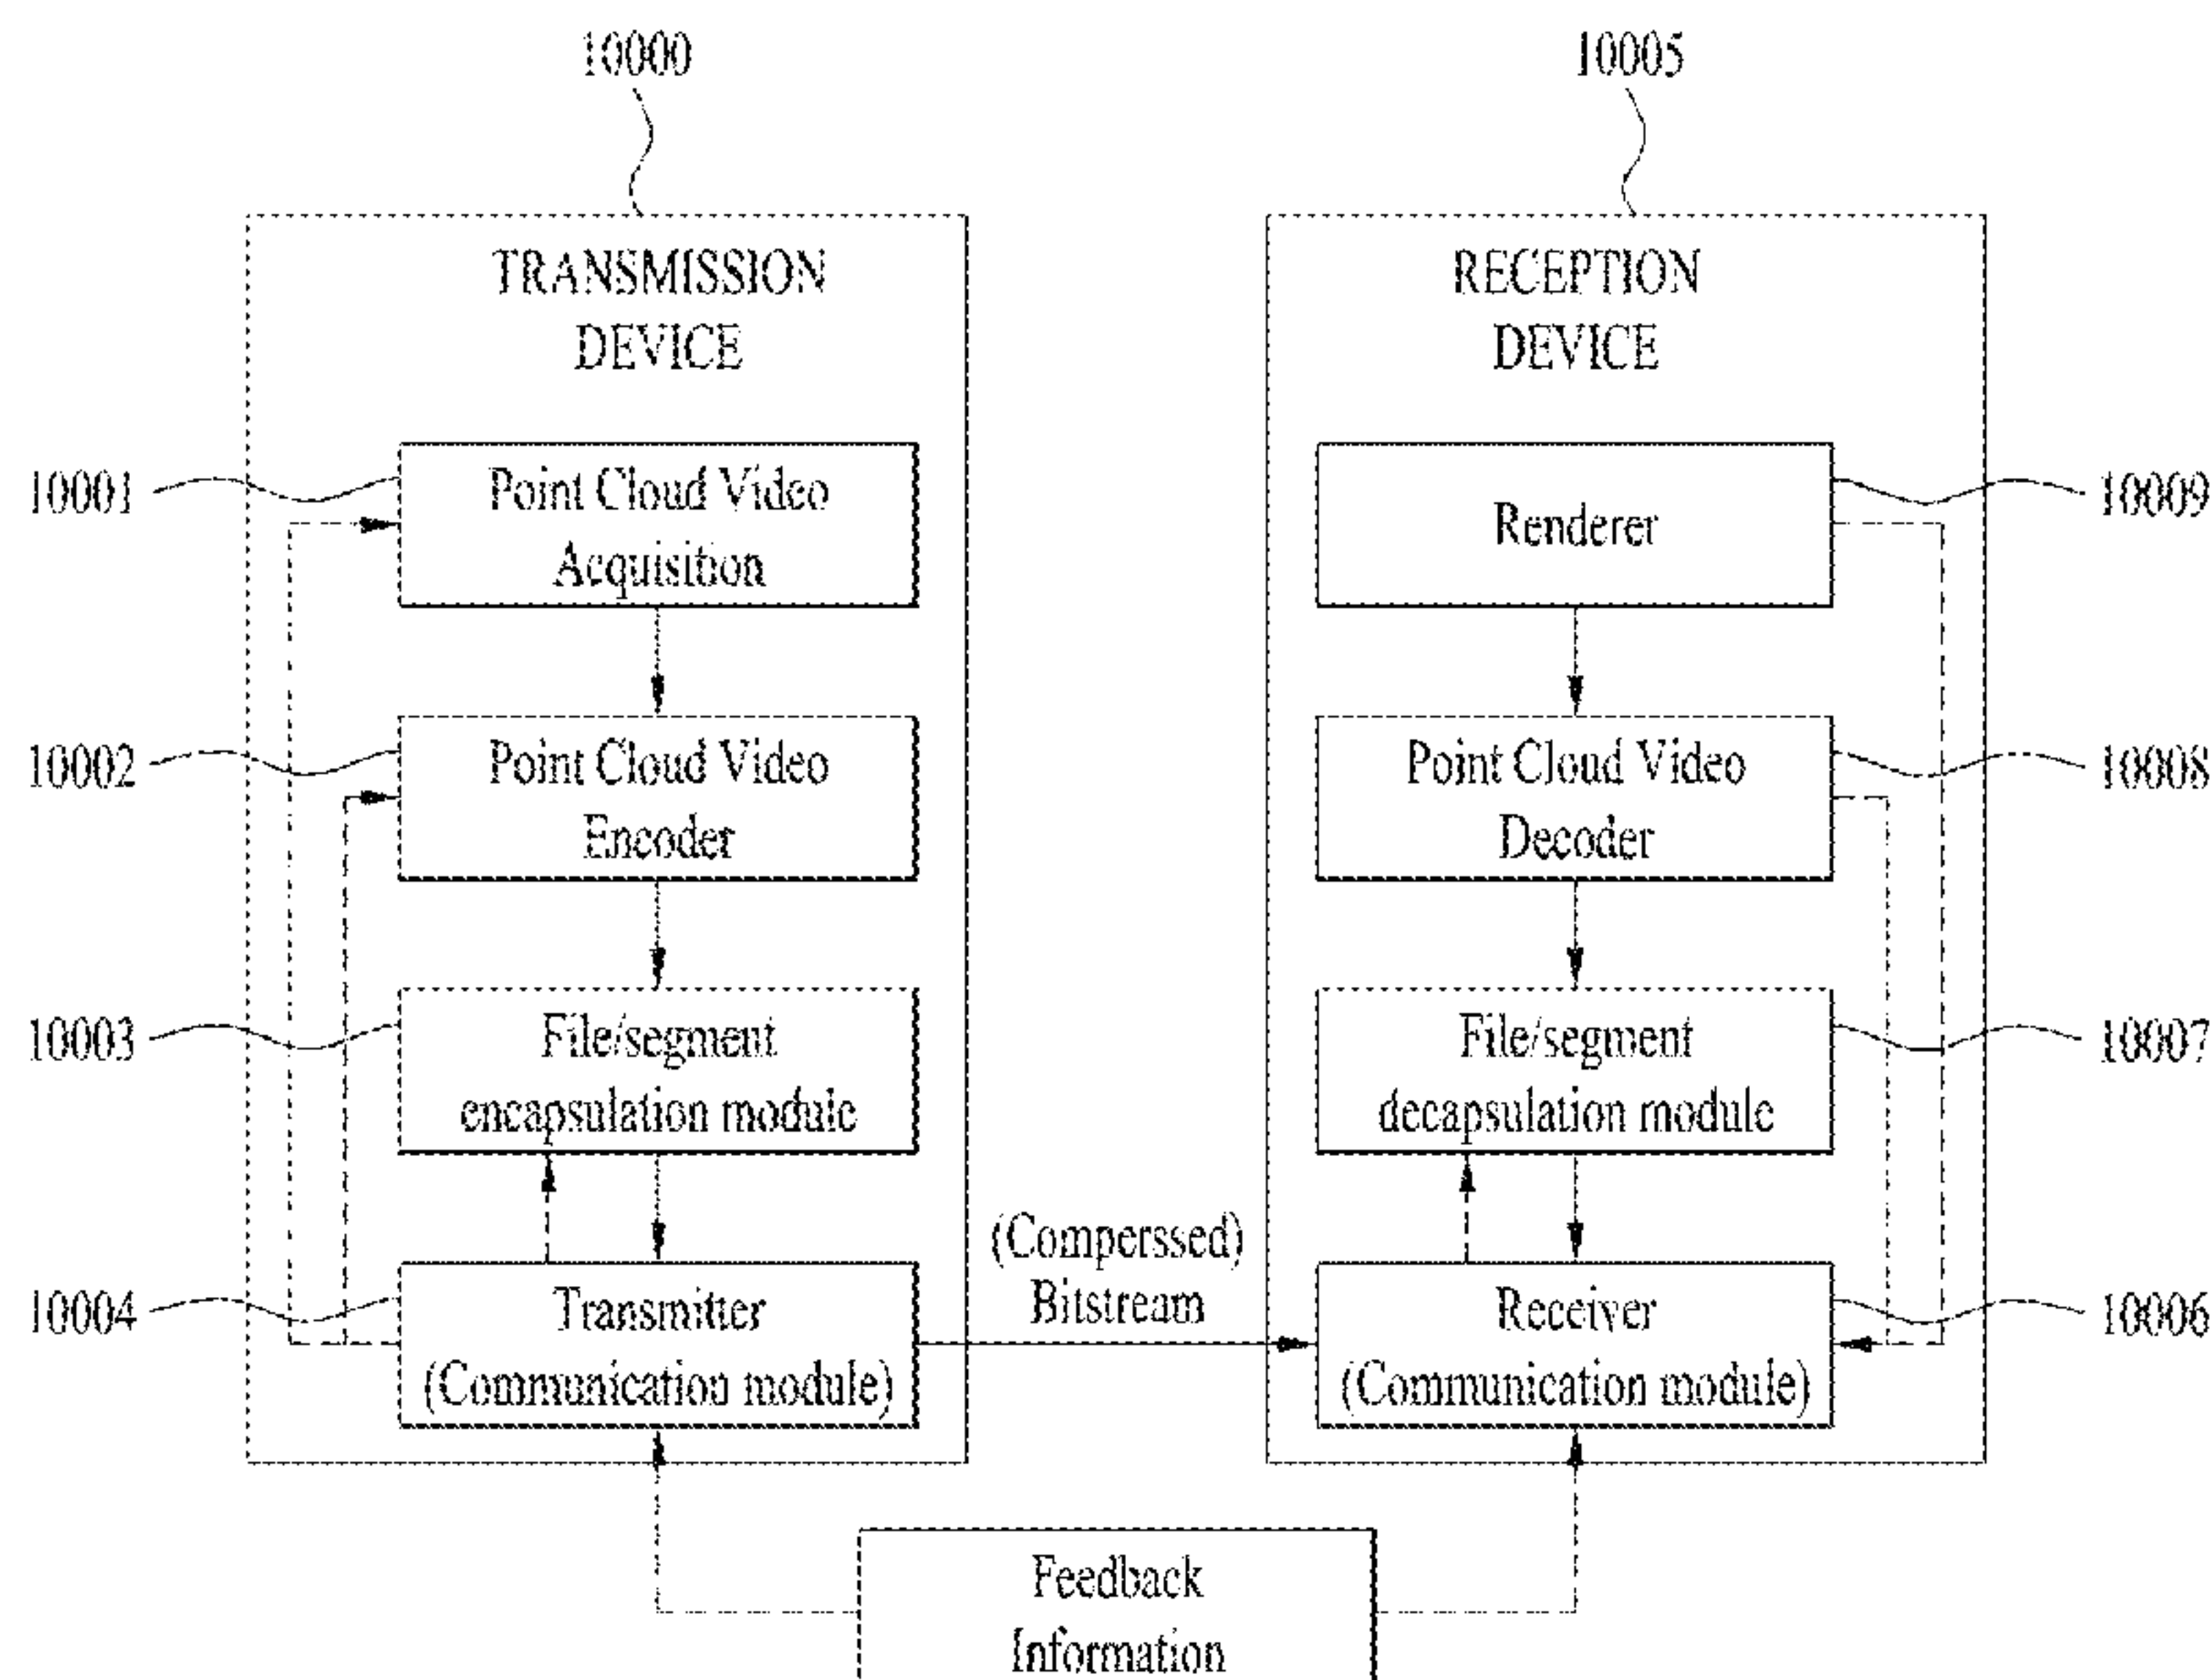 10000
10005
TRANSMISSION
DEVICE
RECEPTION
DEVICE
10001
Point Cloud Video
Acquisition
Renderer
10009
10002
Point Cloud Video
Encoder
Point Cloud Video
Decoder
10008
10003
File/segment
encapsulation module
File/segment
decapsulation module
10007
(Comperssed)
Bitstream
10004
Transmitter
(Communication module)
Receiver
(Communication module)
10006
Feedback
Information